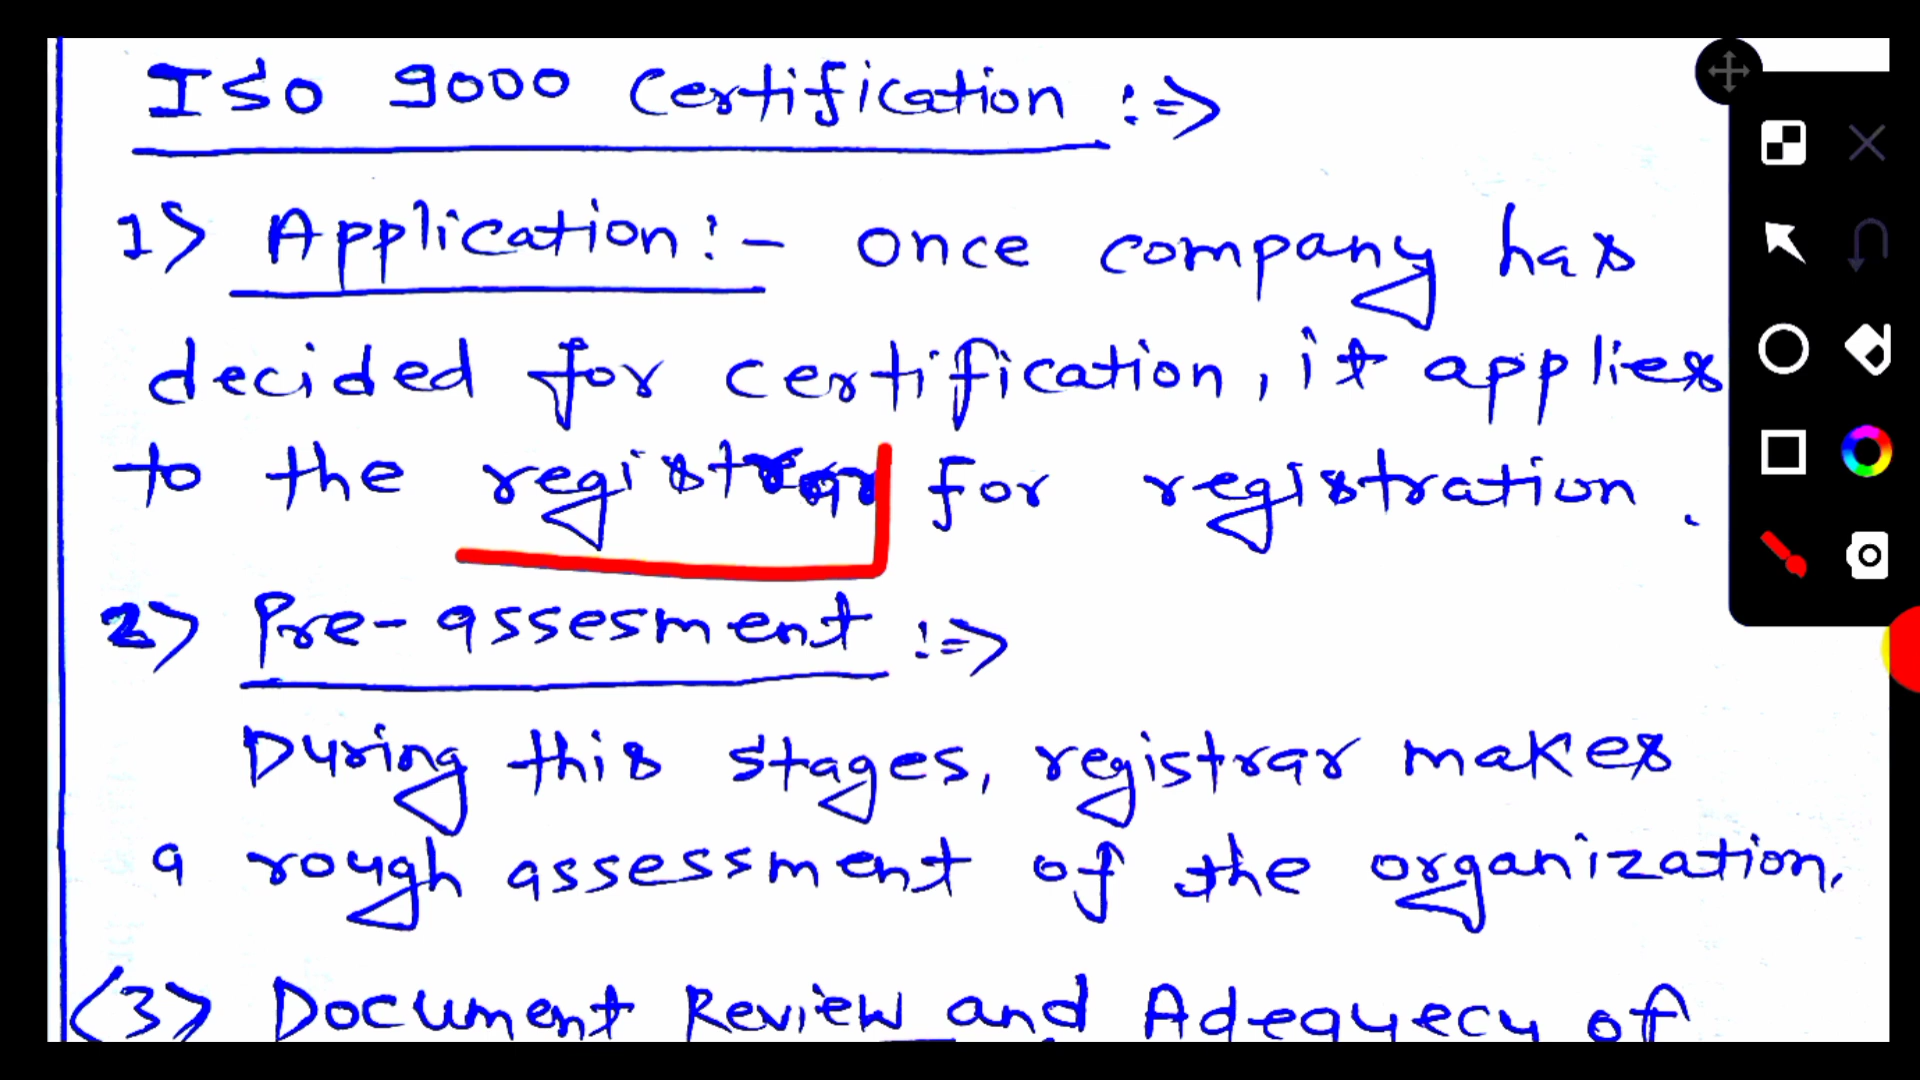 ISO 9000 Certification :=>
1> Application:- once company has
decided for certification, it applies
to the registrar for registration.
2> Pre-assesment :=>
During this stages, registrar makes
a rough assessment of the organization.
(3> Document Review and Adequecy of